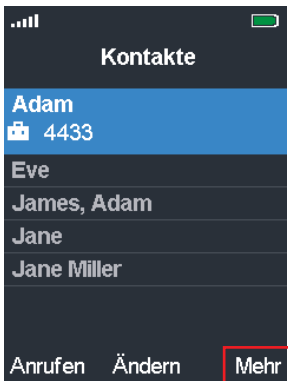 Kontakte
Adam
4433
Eve
James, Adam
Jane
Jane Miller
Anrufen Ändern Mehr